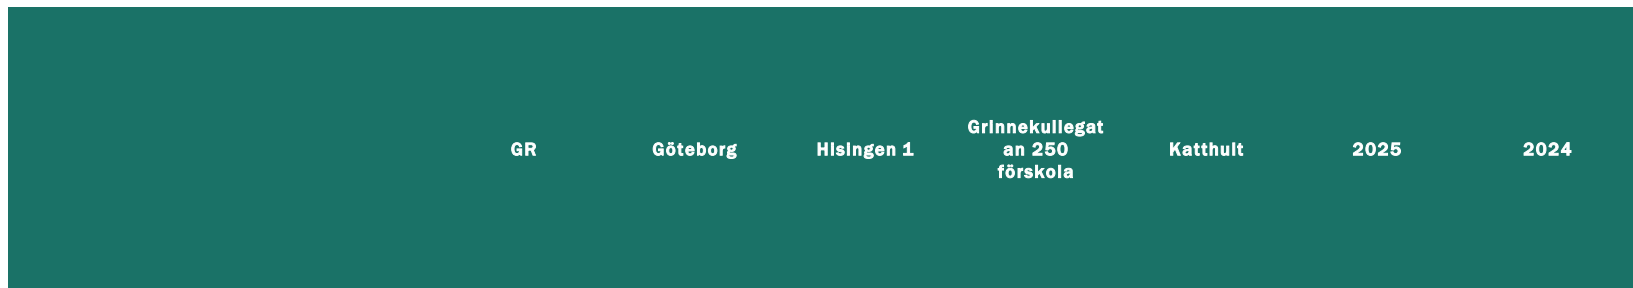 GR Göteborg Hisingen 1 Grinnekullegat
an 250
förskola Katthult 2025 2024